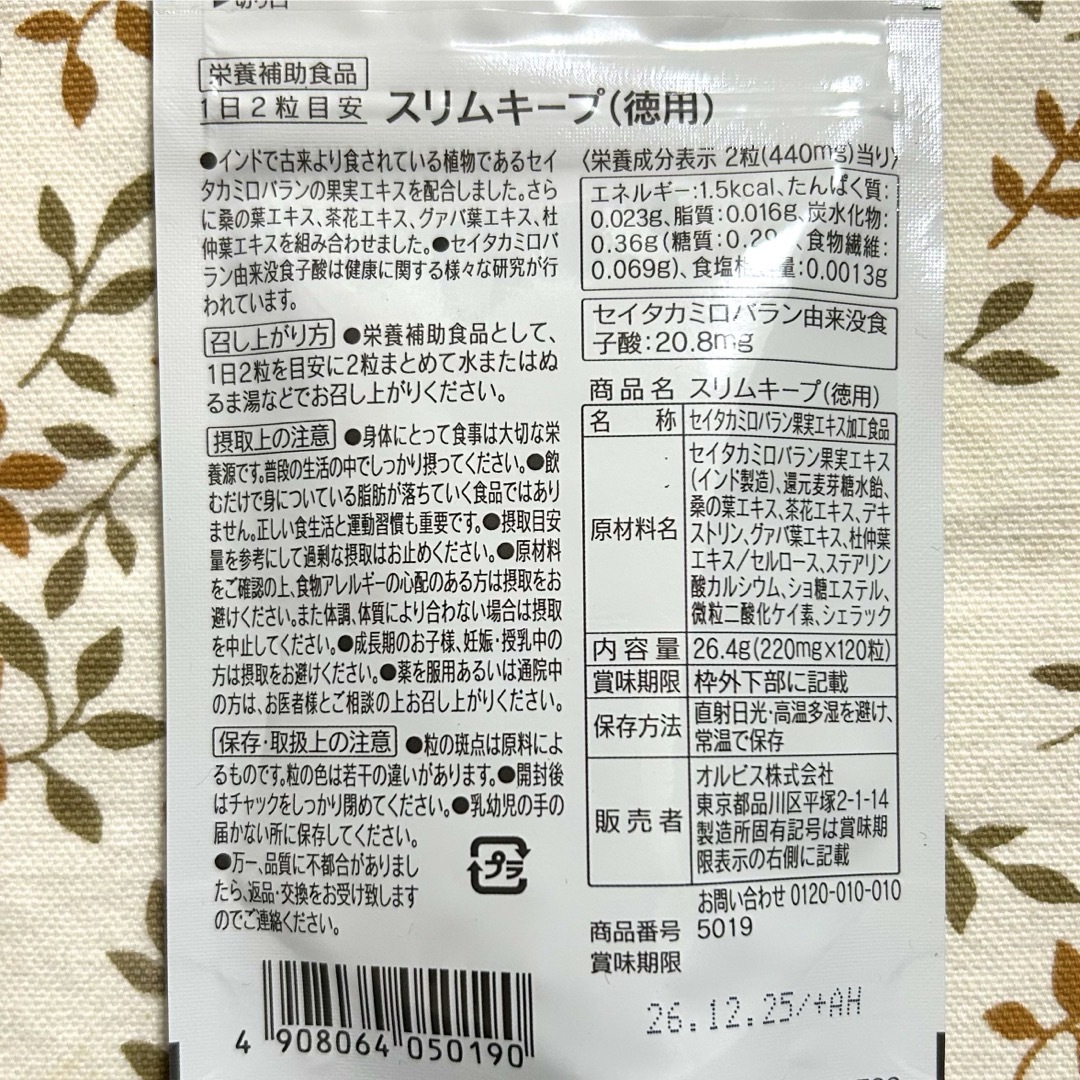 ▶切り口
栄養補助食品
1日2粒目安 スリムキープ(徳用)
●インドで古来より食されている植物であるセイ
タカミロバランの果実エキスを配合しました。さら
に桑の葉エキス、茶花エキス、グァバ葉エキス、杜
仲葉エキスを組み合わせました。●セイタカミロバ
ラン由来没食子酸は健康に関する様々な研究が行
われています。
召し上がり方 ●栄養補助食品として、
1日2粒を目安に2粒まとめて水またはぬ
るま湯などでお召し上がりください。
摂取上の注意 ●身体にとって食事は大切な栄
養源です。普段の生活の中でしっかり摂ってください。●飲
むだけで身についている脂肪が落ちていく食品ではあり
ません。正しい食生活と運動習慣も重要です。●摂取目安
量を参考にして過剰な摂取はお止めください。●原材料
をご確認の上、食物アレルギーの心配のある方は摂取をお
避けください。また体調、体質により合わない場合は摂取
を中止してください。●成長期のお子様、妊娠・授乳中の
方は摂取をお避けください。●薬を服用あるいは通院中
の方は、お医者様とご相談の上お召し上がりください。
保存・取扱上の注意 ●粒の斑点は原料によ
るものです。粒の色は若干の違いがあります。●開封後
はチャックをしっかり閉めてください。●乳幼児の手の
届かない所に保存してください。
●万一、品質に不都合がありまし
たら、返品・交換をお受け致します
のでご連絡ください。
プラ
4 908064 050190
〈栄養成分表示 2粒(440mg)当り〉
エネルギー:1.5kcal、たんぱく質:
0.023g、脂質:0.016g、炭水化物:
0.36g(糖質:0.29 、食物繊維:
0.069g)、食塩相 量:0.0013g
セイタカミロバラン由来没食
子酸:20.8mg
商品名 スリムキープ(徳用)
名称 セイタカミロバラン果実エキス加工食品
原材料名 セイタカミロバラン果実エキス
(インド製造)、還元麦芽糖水飴、
桑の葉エキス、茶花エキス、デキ
ストリン、グァバ葉エキス、杜仲葉
エキス/セルロース、ステアリン
酸カルシウム、ショ糖エステル、
微粒二酸化ケイ素、シェラック
内容量 26.4g(220mg×120粒)
賞味期限 枠外下部に記載
保存方法 直射日光・高温多湿を避け、
常温で保存
販売者 オルビス株式会社
東京都品川区平塚2-1-14
製造所固有記号は賞味期
限表示の右側に記載
お問い合わせ 0120-010-010
商品番号 5019
賞味期限
26.12.25/+AH